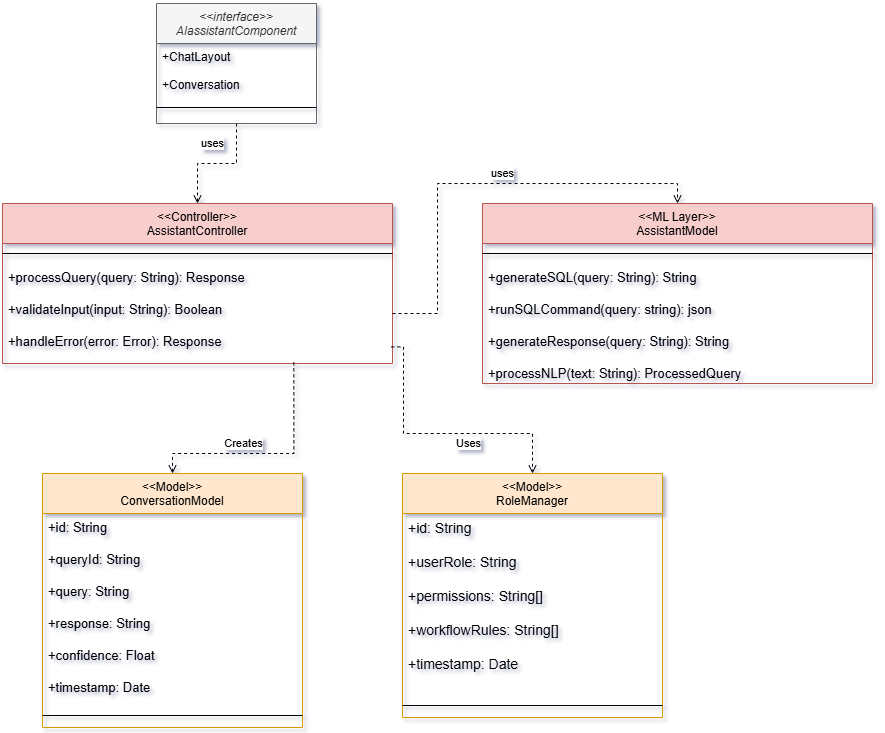 <<interface>>
AIassistantComponent
+ChatLayout
+Conversation
uses
uses
<<Controller>>
AssistantController
+processQuery(query: String): Response
+validateInput(input: String): Boolean
+handleError(error: Error): Response
<<ML Layer>>
AssistantModel
+generateSQL(query: String): String
+runSQLCommand(query: string): json
+generateResponse(query: String): String
+processNLP(text: String): ProcessedQuery
Creates
Uses
<<Model>>
ConversationModel
+id: String
+queryId: String
+query: String
+response: String
+confidence: Float
+timestamp: Date
<<Model>>
RoleManager
+id: String
+userRole: String
+permissions: String[]
+workflowRules: String[]
+timestamp: Date